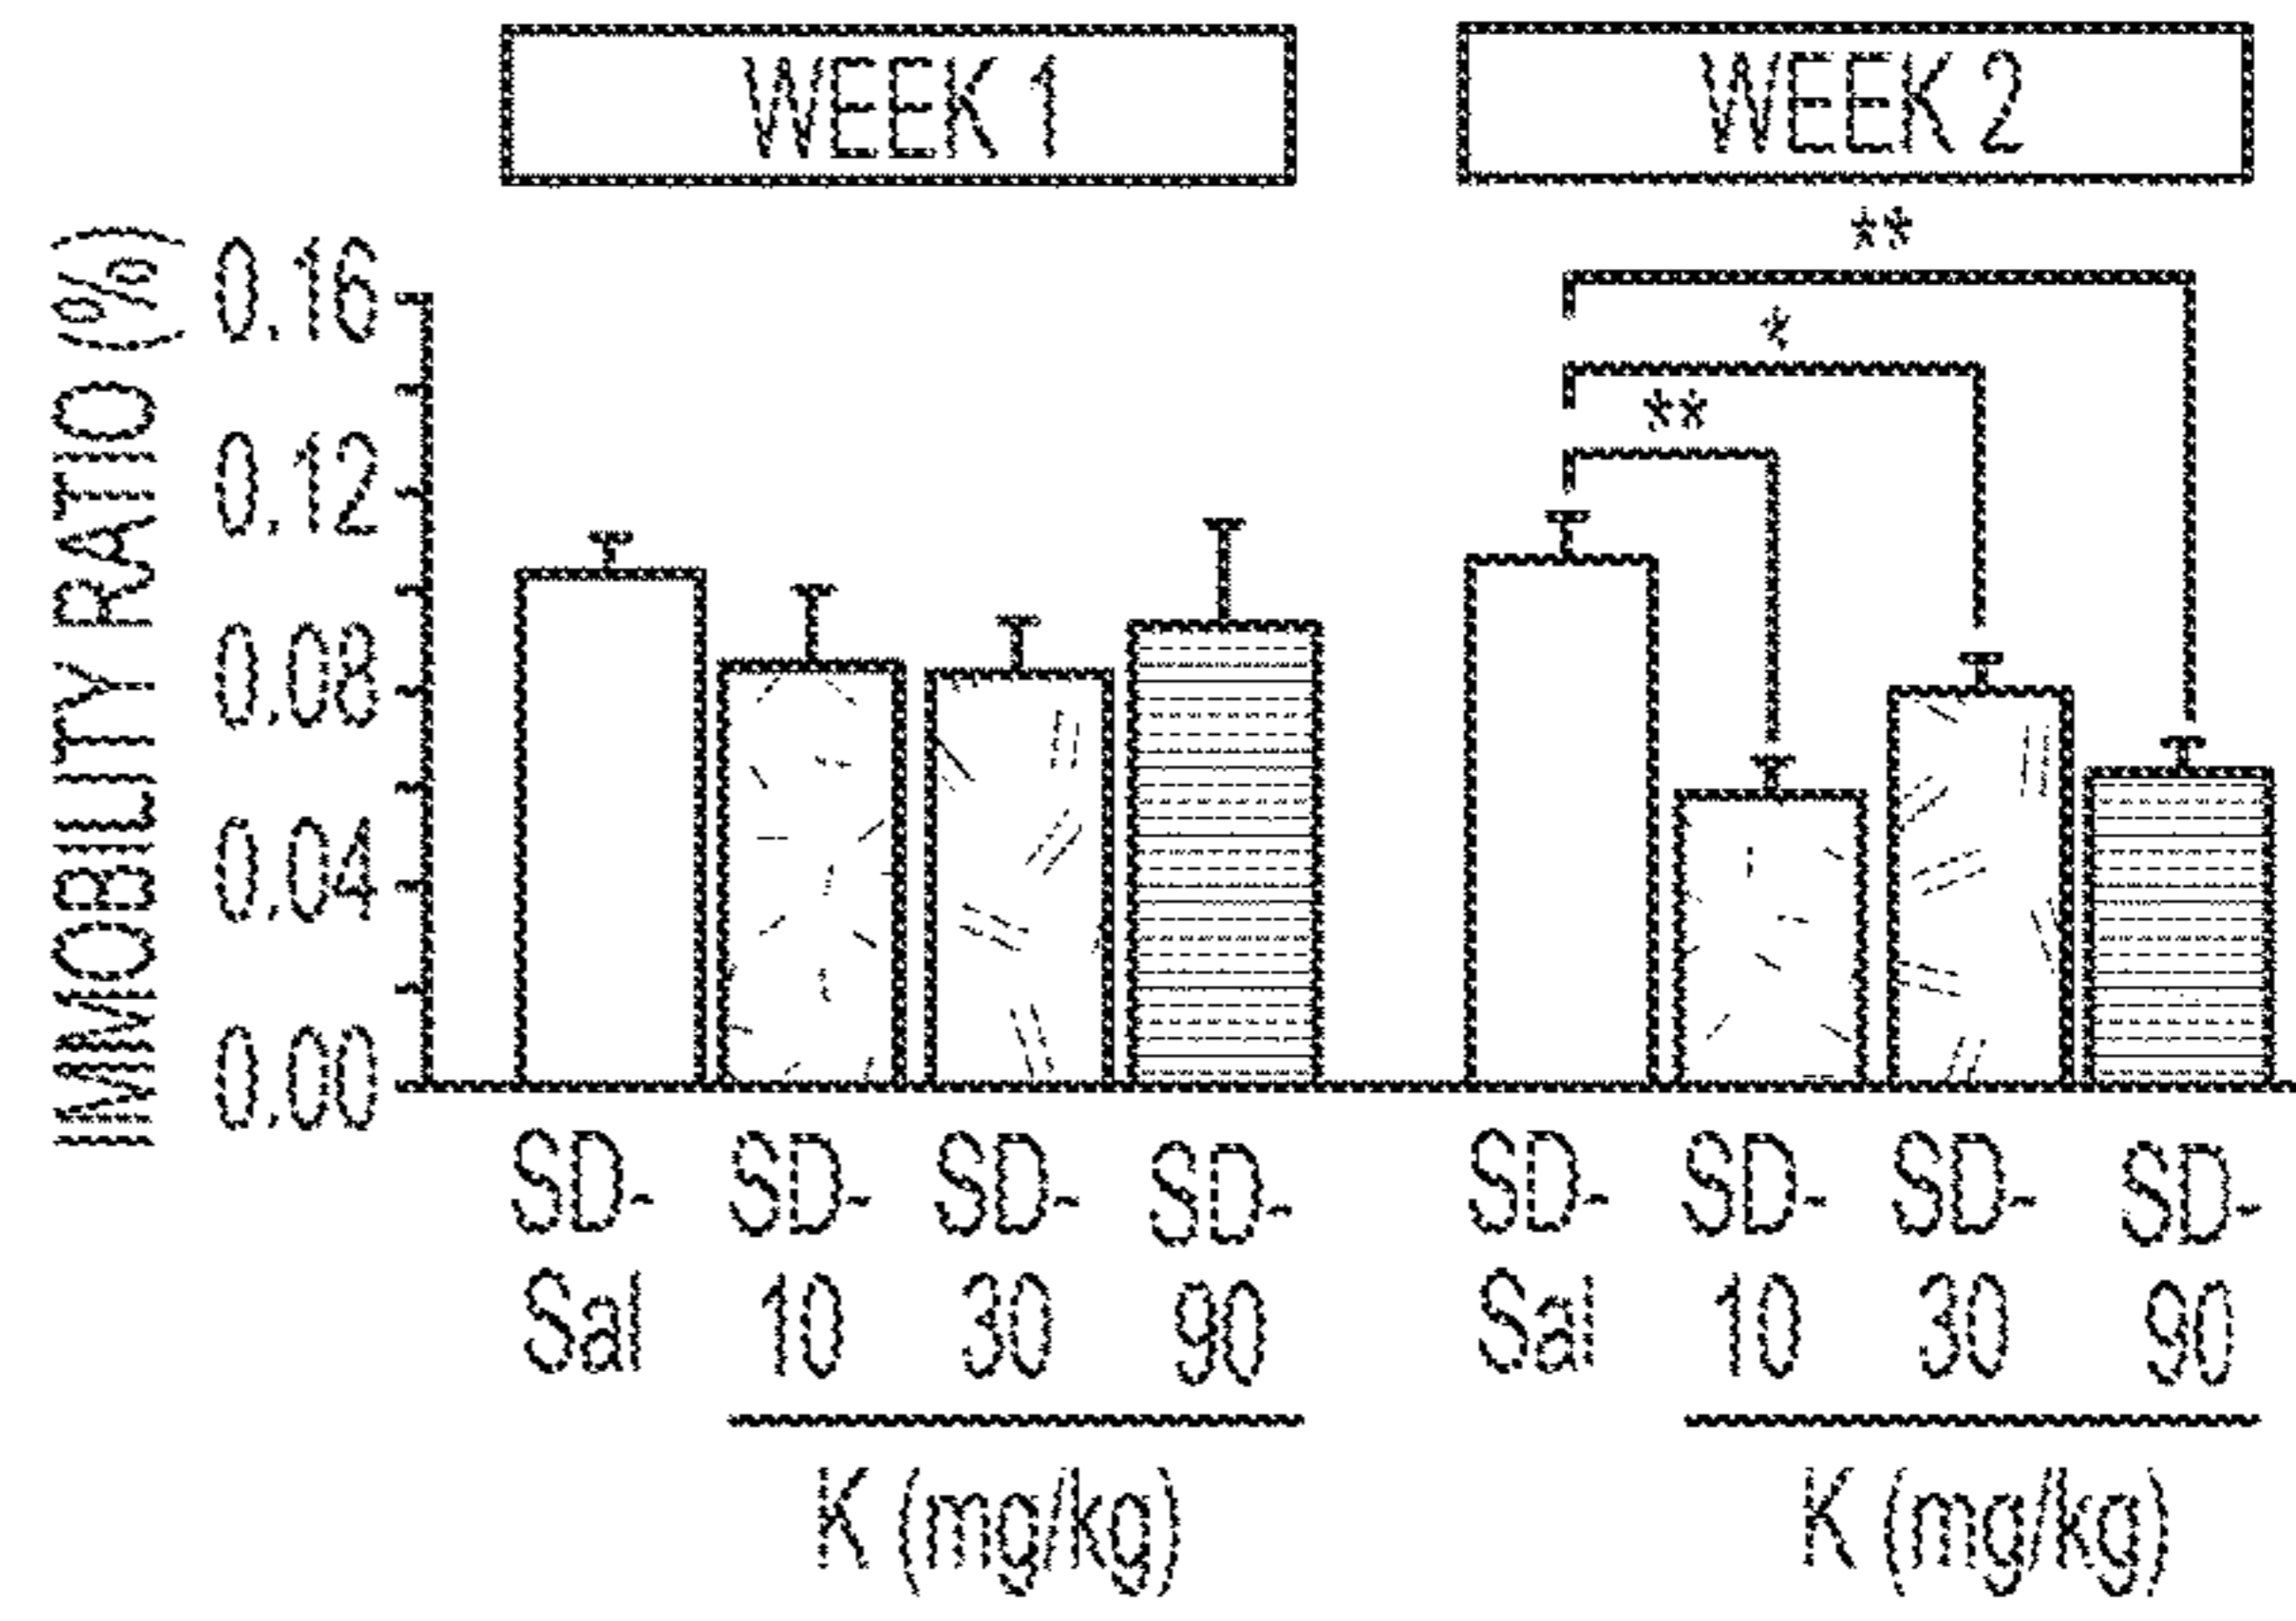 WEEK 1
WEEK 2
**
*
**
IMMOBILITY RATIO (%)
0.16
0.12
0.08
0.04
0.00
SD- SD- SD- SD- SD- SD- SD- SD-
Sal 10 30 90 Sal 10 30 90
K (mg/kg) K (mg/kg)